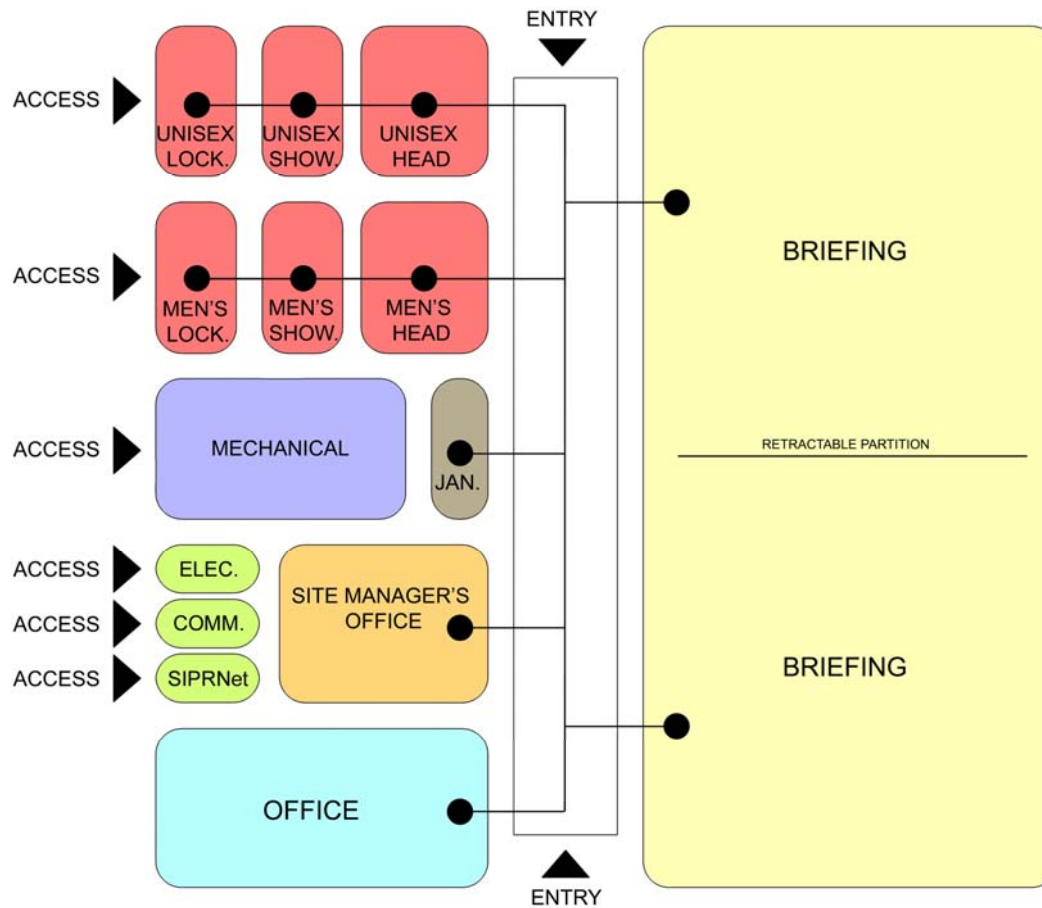 ENTRY
ACCESS
UNISEX
LOCK.
UNISEX
SHOW.
UNISEX
HEAD
ACCESS
MEN'S
LOCK.
MEN'S
SHOW.
MEN'S
HEAD
BRIEFING
ACCESS
MECHANICAL
JAN.
RETRACTABLE PARTITION
ACCESS
ELEC.
ACCESS
COMM.
ACCESS
SIPRNet
SITE MANAGER'S
OFFICE
BRIEFING
OFFICE
ENTRY